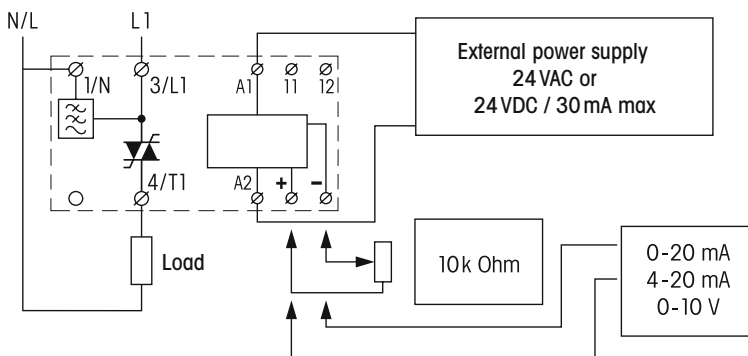 N/L
L1
External power supply
24 VAC or
24 VDC / 30 mA max
1/N
3/L1
A1
11
12
4/T1
A2
+
−
Load
10k Ohm
0-20 mA
4-20 mA
0-10 V